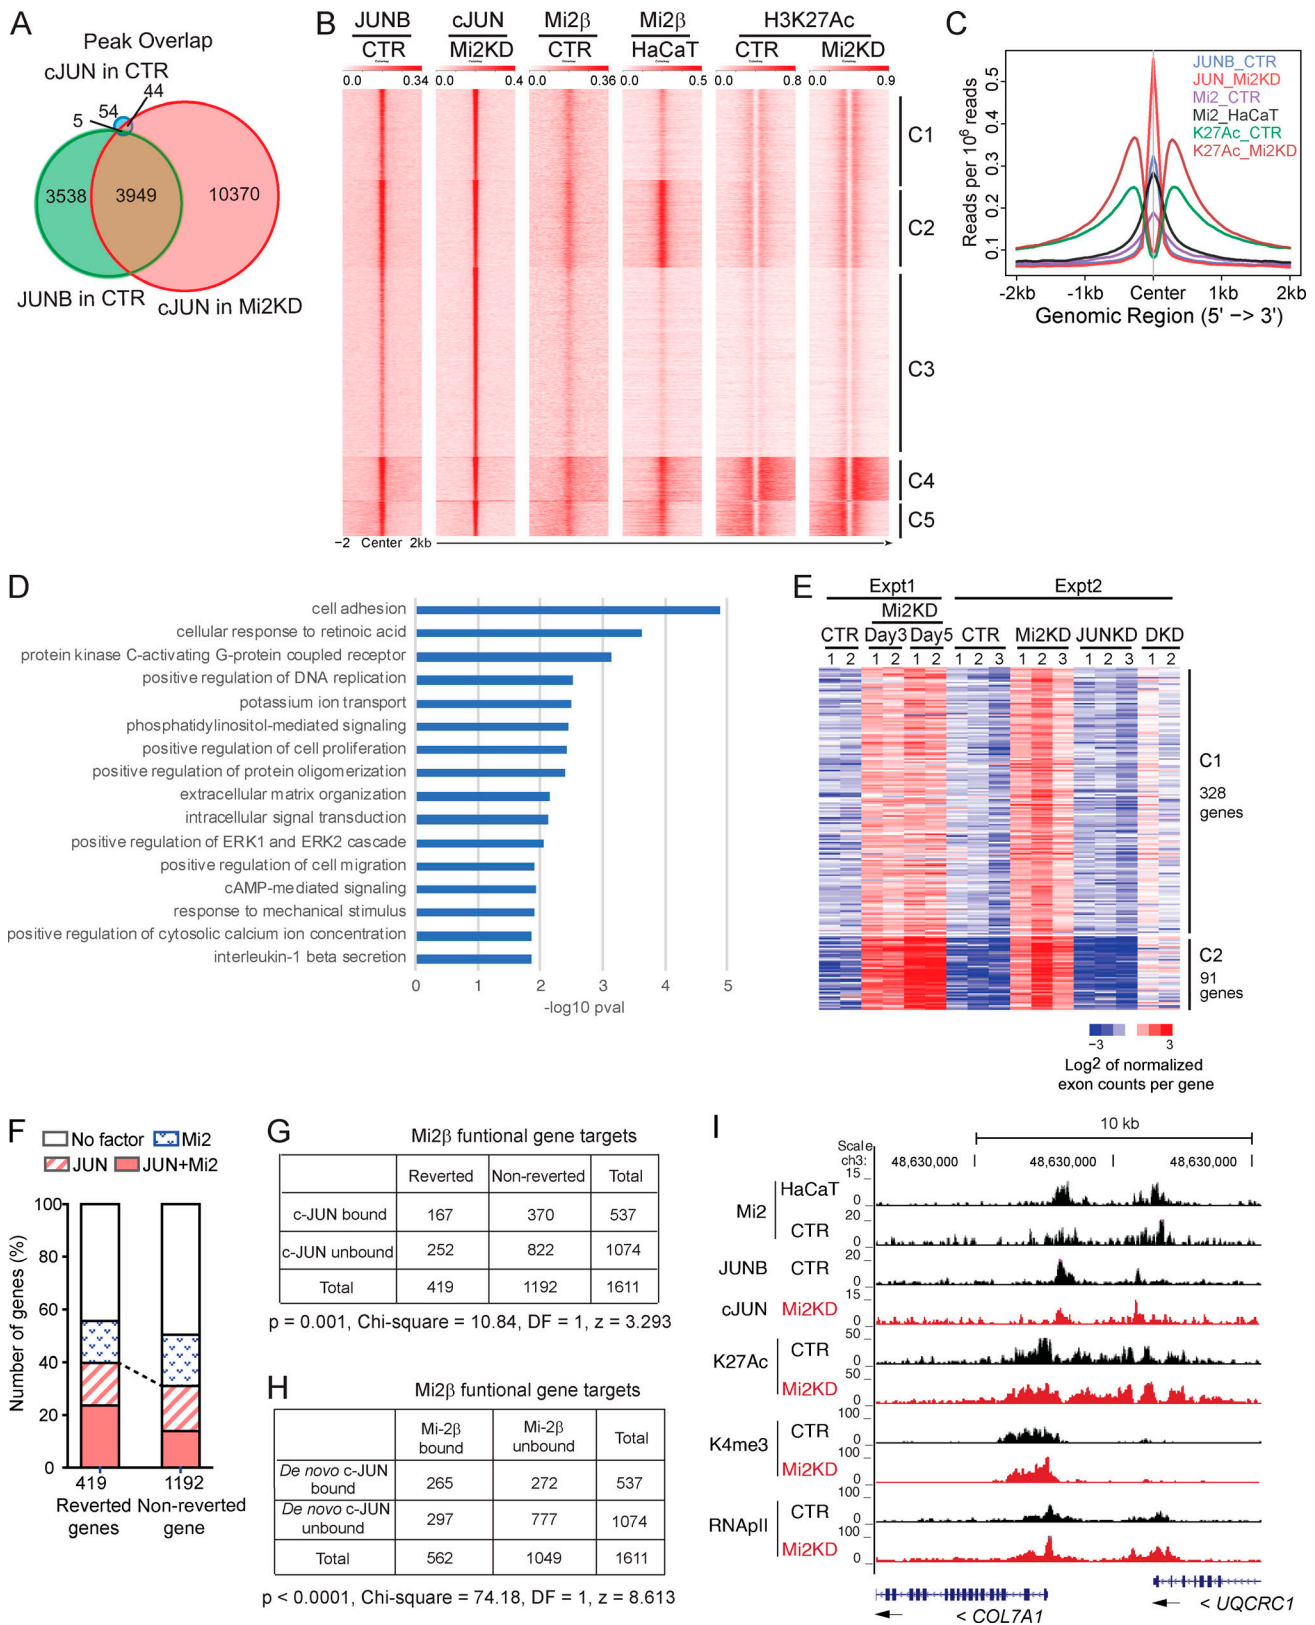 A
Peak Overlap
cJUN in CTR
44
54
5
3538
3949
10370
JUNB in CTR
cJUN in Mi2KD
B
JUNB cJUN Mi2β Mi2β H3K27Ac
CTR Mi2KD CTR HaCaT CTR Mi2KD
0.0 0.34 0.0 0.4 0.0 0.36 0.0 0.5 0.0 0.8 0.0 0.9
C1
C2
C3
C4
C5
−2 Center 2kb
C
JUNB_CTR
JUN_Mi2KD
Mi2_CTR
Mi2_HaCaT
K27Ac_CTR
K27Ac_Mi2KD
Reads per 10⁶ reads
0.5
0.4
0.3
0.2
0.1
-2kb -1kb Center 1kb 2kb
Genomic Region (5' −> 3')
D
cell adhesion
cellular response to retinoic acid
protein kinase C-activating G-protein coupled receptor
positive regulation of DNA replication
potassium ion transport
phosphatidylinositol-mediated signaling
positive regulation of cell proliferation
positive regulation of protein oligomerization
extracellular matrix organization
intracellular signal transduction
positive regulation of ERK1 and ERK2 cascade
positive regulation of cell migration
cAMP-mediated signaling
response to mechanical stimulus
positive regulation of cytosolic calcium ion concentration
interleukin-1 beta secretion
0 1 2 3 4 5
-log10 pval
E
Expt1 Expt2
Mi2KD
CTR Day3 Day5 CTR Mi2KD JUNKD DKD
1 2 1 2 1 2 1 2 3 1 2 3 1 2 3 1 2
C1
328
genes
C2
91
genes
−3 3
Log2 of normalized
exon counts per gene
F
No factor Mi2
JUN JUN+Mi2
Number of genes (%)
100
80
60
40
20
0
419 1192
Reverted Non-reverted
genes gene
G
Mi2β funtional gene targets
Reverted Non-reverted Total
c-JUN bound 167 370 537
c-JUN unbound 252 822 1074
Total 419 1192 1611
p = 0.001, Chi-square = 10.84, DF = 1, z = 3.293
H
Mi2β funtional gene targets
Mi-2β bound Mi-2β unbound Total
De novo c-JUN bound 265 272 537
De novo c-JUN unbound 297 777 1074
Total 562 1049 1611
p < 0.0001, Chi-square = 74.18, DF = 1, z = 8.613
I
10 kb
Scale
ch3: 48,630,000 48,630,000 48,630,000
Mi2 HaCaT 15 0
CTR 20 0
JUNB CTR 20 0
cJUN Mi2KD 15 0
K27Ac CTR 50 0
Mi2KD 50 0
K4me3 CTR 100 0
Mi2KD 100 0
RNApII CTR 100 0
Mi2KD 100 0
< COL7A1
< UQCRC1